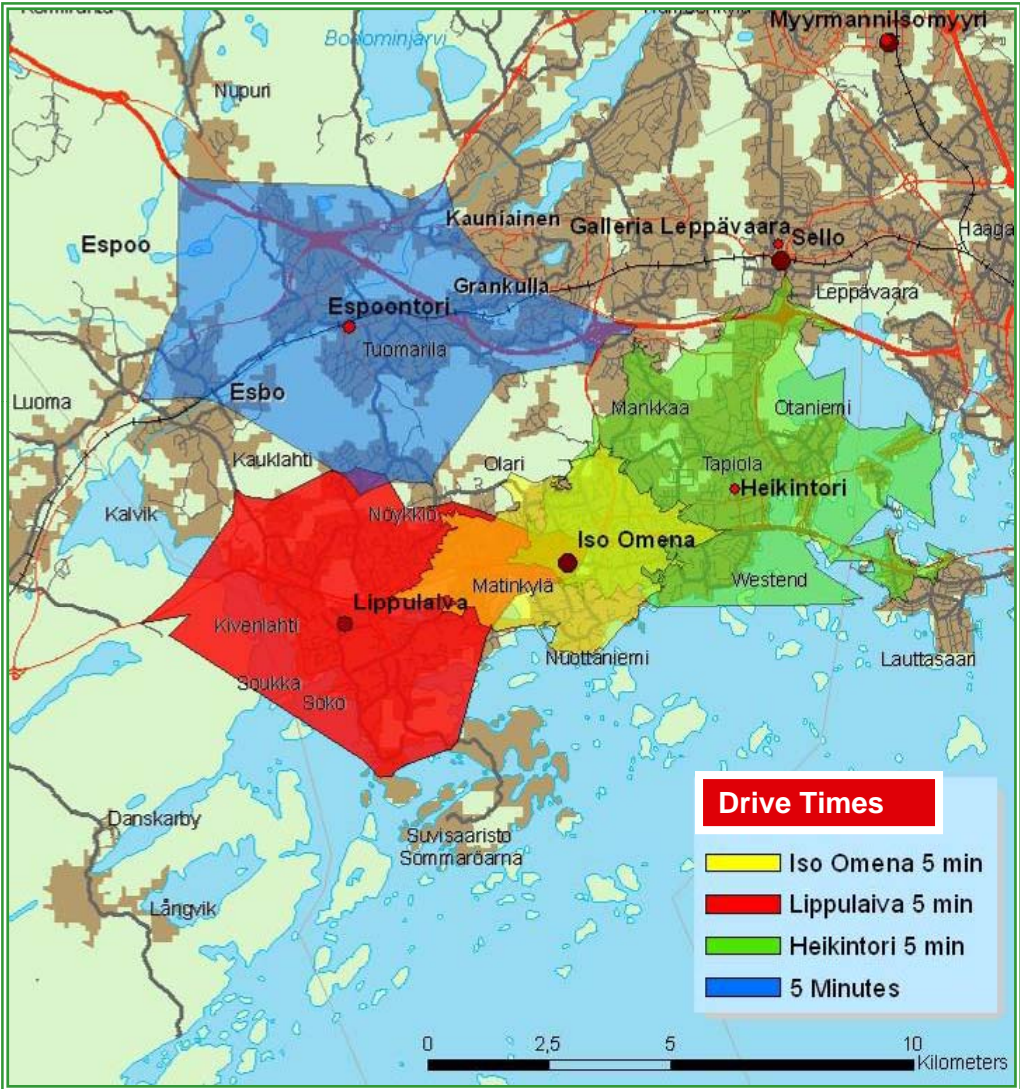 Myyrmanni
Isomyyri
Bodominjärvi
Nupuri
Kauniainen
Galleria Leppävaara
Sello
Haaga
Espoo
Grankulla
Leppävaara
Espoontori
Tuomarila
Esbo
Luoma
Mankkaa
Otaniemi
Kauklahti
Olari
Tapiola
Heikintori
Kalvik
Nöykkiö
Iso Omena
Matinkylä
Westend
Lippulaiva
Kivenlahti
Nuottaniemi
Lauttasaari
Soukka
Soko
Drive Times
Danskarby
Suvisaaristo
Sommaröarna
Iso Omena 5 min
Lippulaiva 5 min
Långvik
Heikintori 5 min
5 Minutes
0 2,5 5 10
Kilometers